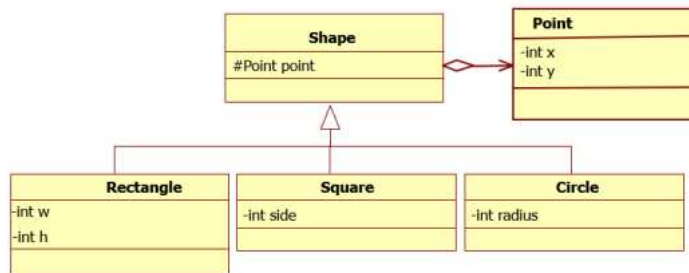 Shape
#Point point
Point
-int x
-int y
Rectangle
-int w
-int h
Square
-int side
Circle
-int radius